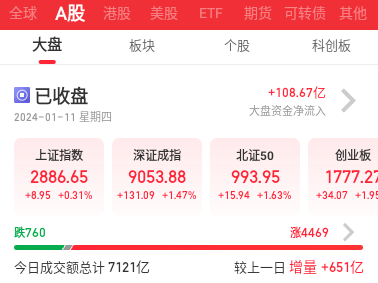 全球 A股 港股 美股 ETF 期货 可转债 其他
大盘 板块 个股 科创板
已收盘 +108.67亿
2024-01-11 星期四 大盘资金净流入
上证指数 深证成指 北证50 创业板
2886.65 9053.88 993.95 1777.27
+8.95 +0.31% +131.09 +1.47% +15.94 +1.63% +34.07 +1.95
跌760 涨4469
今日成交额总计 7121亿 较上一日 增量 +651亿